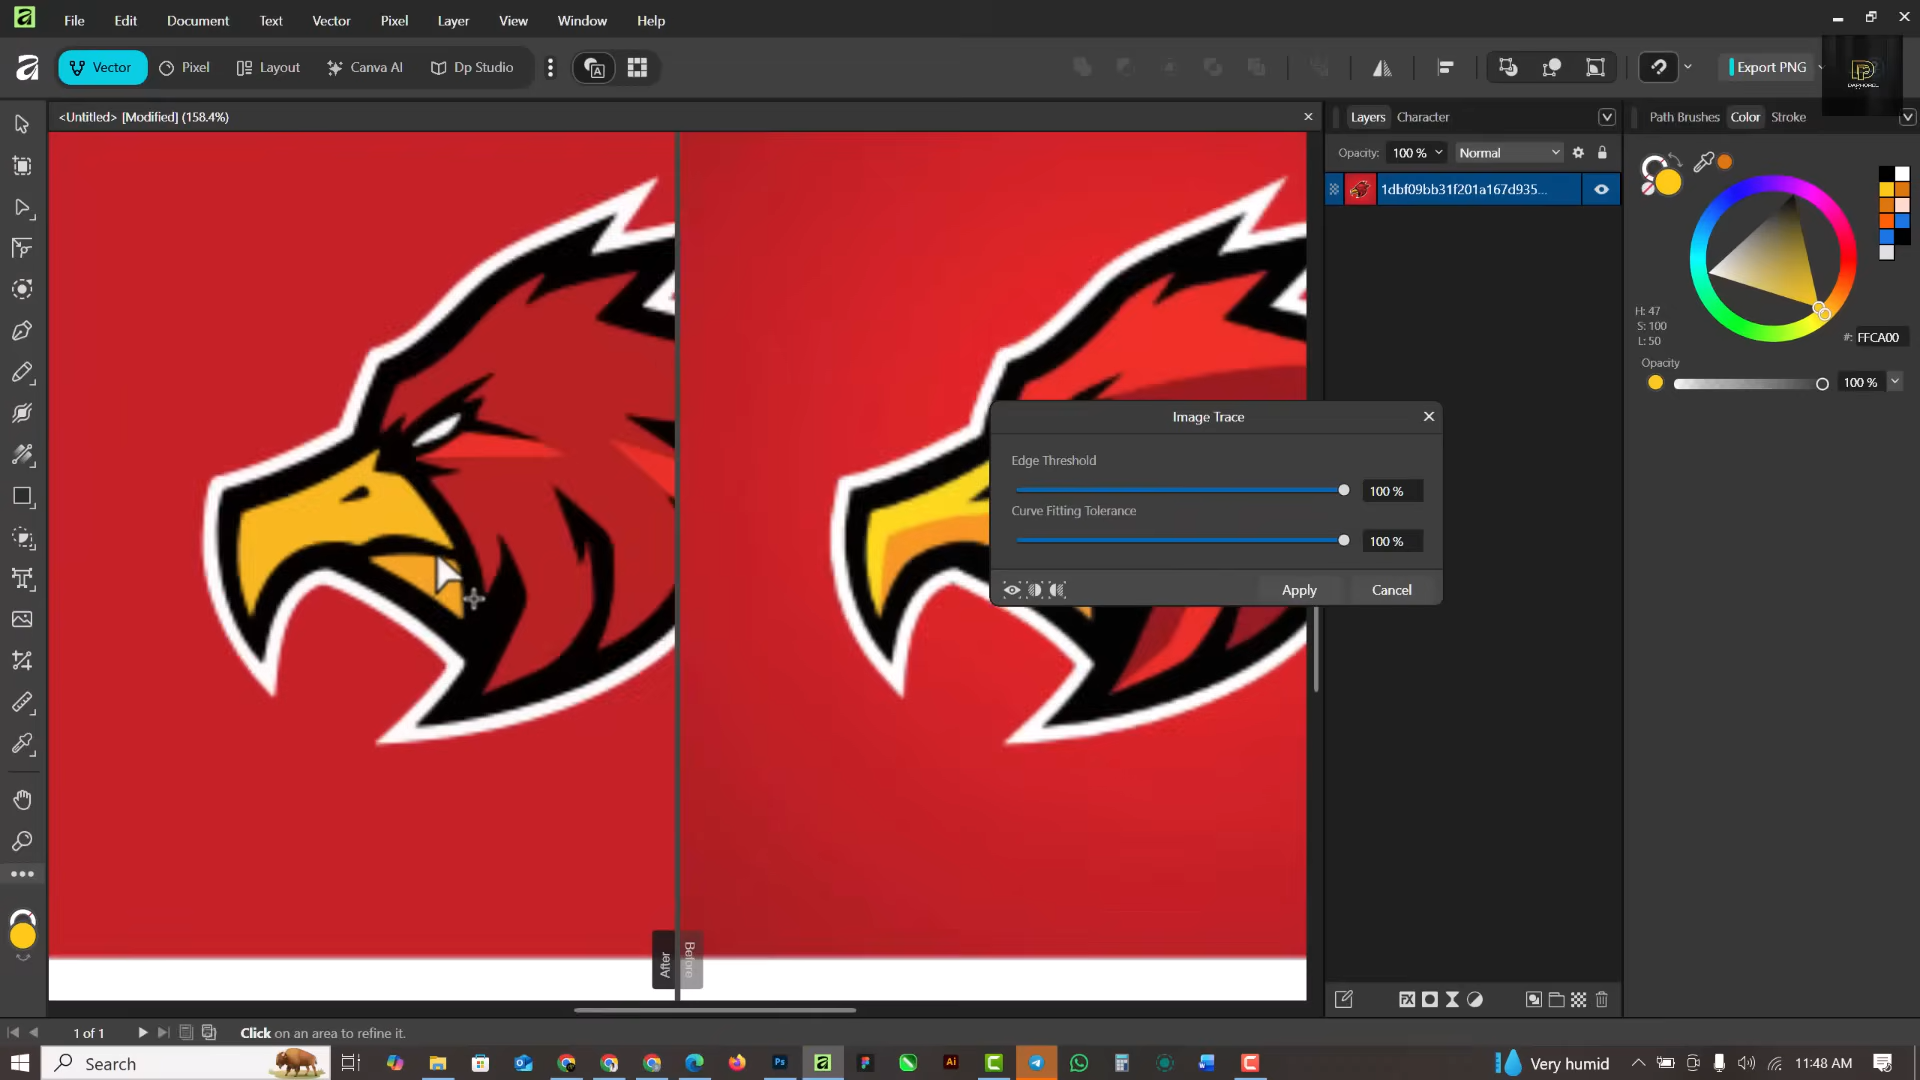 File Edit Document Text Vector Pixel Layer View Window Help
Vector Pixel Layout Canva AI Dp Studio Export PNG
<Untitled> [Modified] (158.4%)
Layers Character
Path Brushes Color Stroke
Opacity: 100 % Normal
1dbf09bb31f201a167d935...
H: 47
S: 100
L: 50
#: FFCA00
Opacity
100 %
Image Trace
Edge Threshold
100 %
Curve Fitting Tolerance
100 %
Apply Cancel
After
Before
1 of 1
Click on an area to refine it.
Search
Very humid
11:48 AM